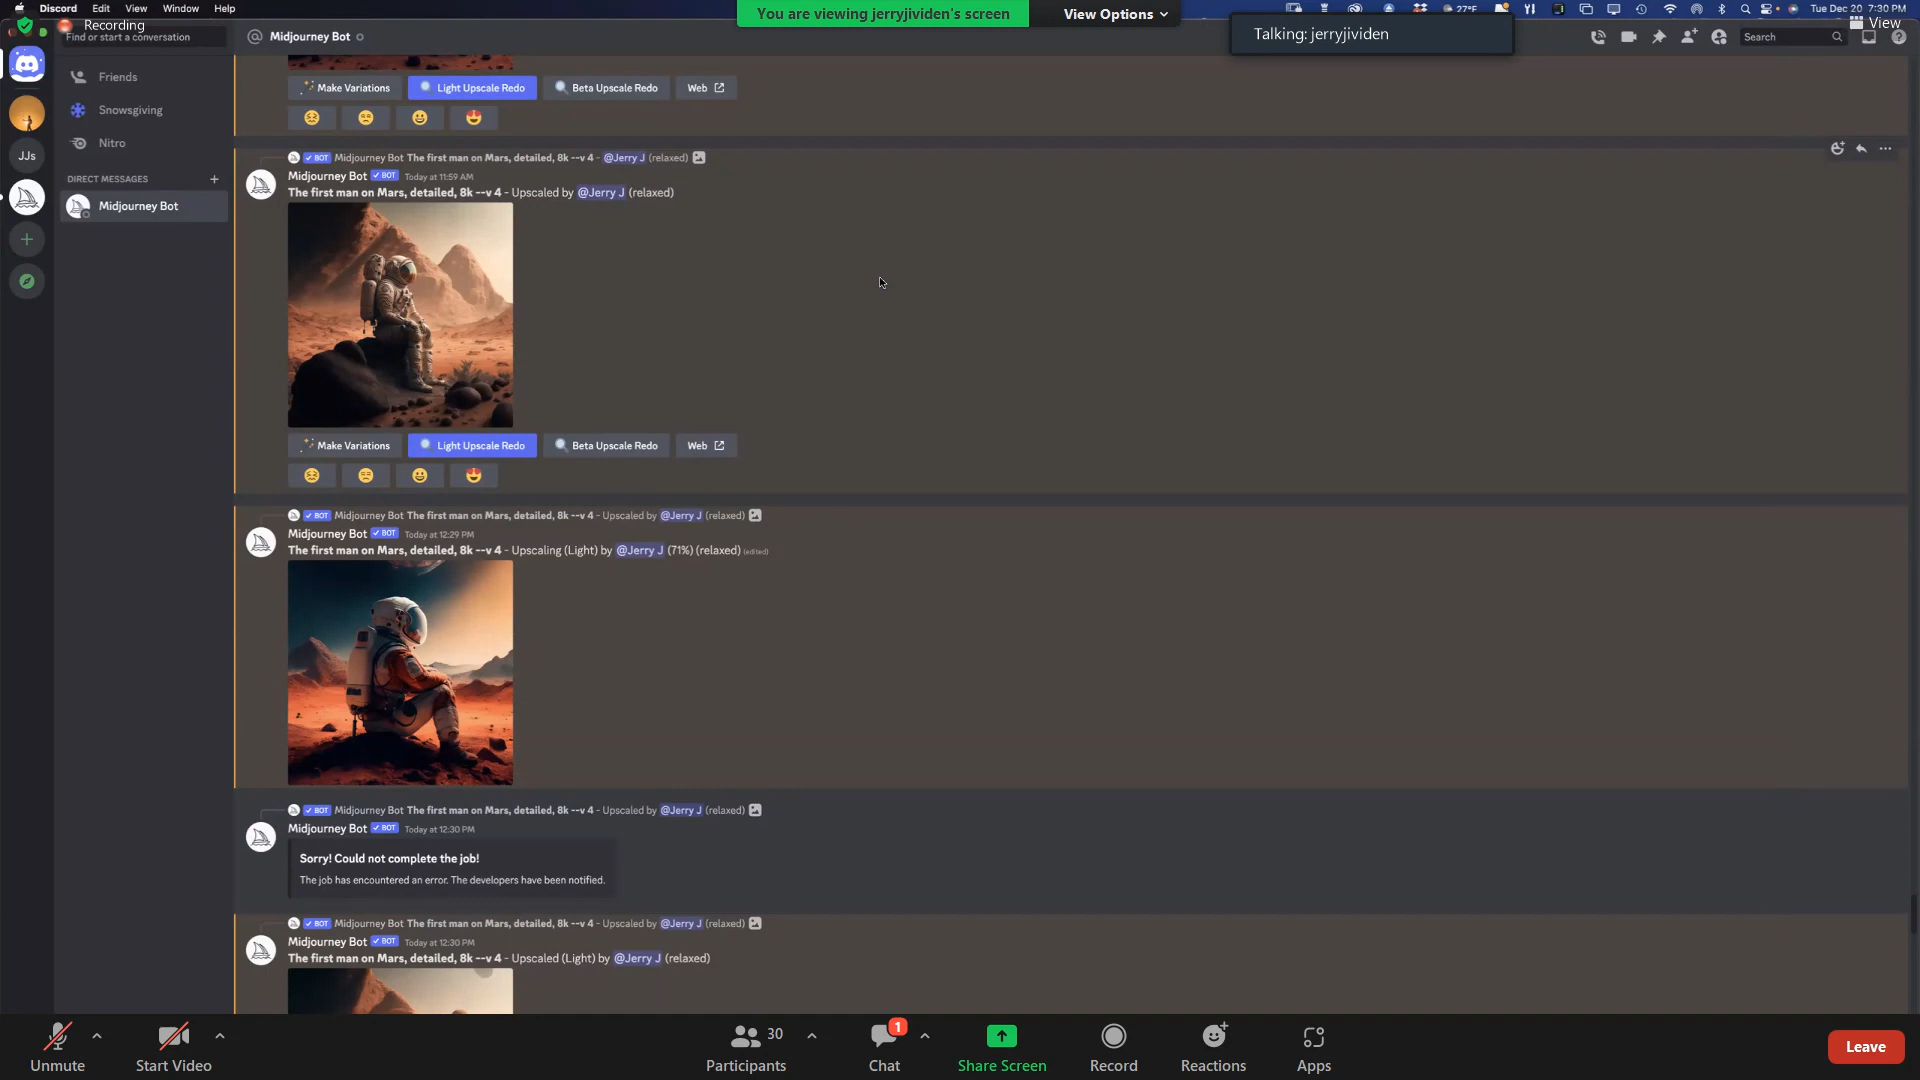 Discord Edit View Window Help
You are viewing jerryjividen's screen
View Options
27°F
Tue Dec 20 7:30 PM
Recording
View
Talking: jerryjividen
Find or start a conversation
Midjourney Bot
Search
Friends
Snowsgiving
Nitro
JJs
DIRECT MESSAGES
Midjourney Bot
Make Variations
Light Upscale Redo
Beta Upscale Redo
Web
BOT Midjourney Bot The first man on Mars, detailed, 8k --v 4 - @Jerry J (relaxed)
Midjourney Bot BOT Today at 11:59 AM
The first man on Mars, detailed, 8k --v 4 - Upscaled by @Jerry J (relaxed)
Make Variations
Light Upscale Redo
Beta Upscale Redo
Web
BOT Midjourney Bot The first man on Mars, detailed, 8k --v 4 - Upscaled by @Jerry J (relaxed)
Midjourney Bot BOT Today at 12:29 PM
The first man on Mars, detailed, 8k --v 4 - Upscaling (Light) by @Jerry J (71%) (relaxed) (edited)
BOT Midjourney Bot The first man on Mars, detailed, 8k --v 4 - Upscaled by @Jerry J (relaxed)
Midjourney Bot BOT Today at 12:30 PM
Sorry! Could not complete the job!
The job has encountered an error. The developers have been notified.
BOT Midjourney Bot The first man on Mars, detailed, 8k --v 4 - Upscaled by @Jerry J (relaxed)
Midjourney Bot BOT Today at 12:30 PM
The first man on Mars, detailed, 8k --v 4 - Upscaled (Light) by @Jerry J (relaxed)
Unmute
Start Video
30
Participants
1
Chat
Share Screen
Record
Reactions
Apps
Leave